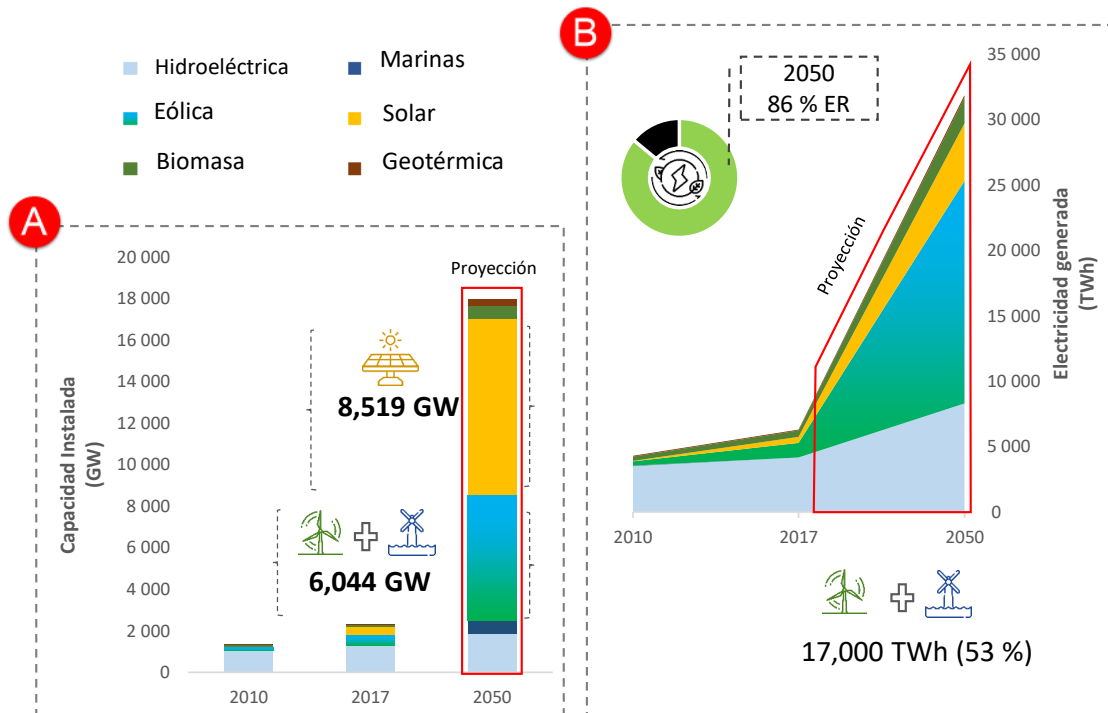 Hidroeléctrica
Marinas
Eólica
Solar
Biomasa
Geotérmica
A
Capacidad Instalada
(GW)
20 000
18 000
16 000
14 000
12 000
10 000
8 000
6 000
4 000
2 000
0
Proyección
8,519 GW
6,044 GW
2010
2017
2050
B
2050
86 % ER
Proyección
35 000
30 000
25 000
20 000
15 000
10 000
5 000
0
Electricidad generada
(TWh)
2010
2017
2050
17,000 TWh (53 %)